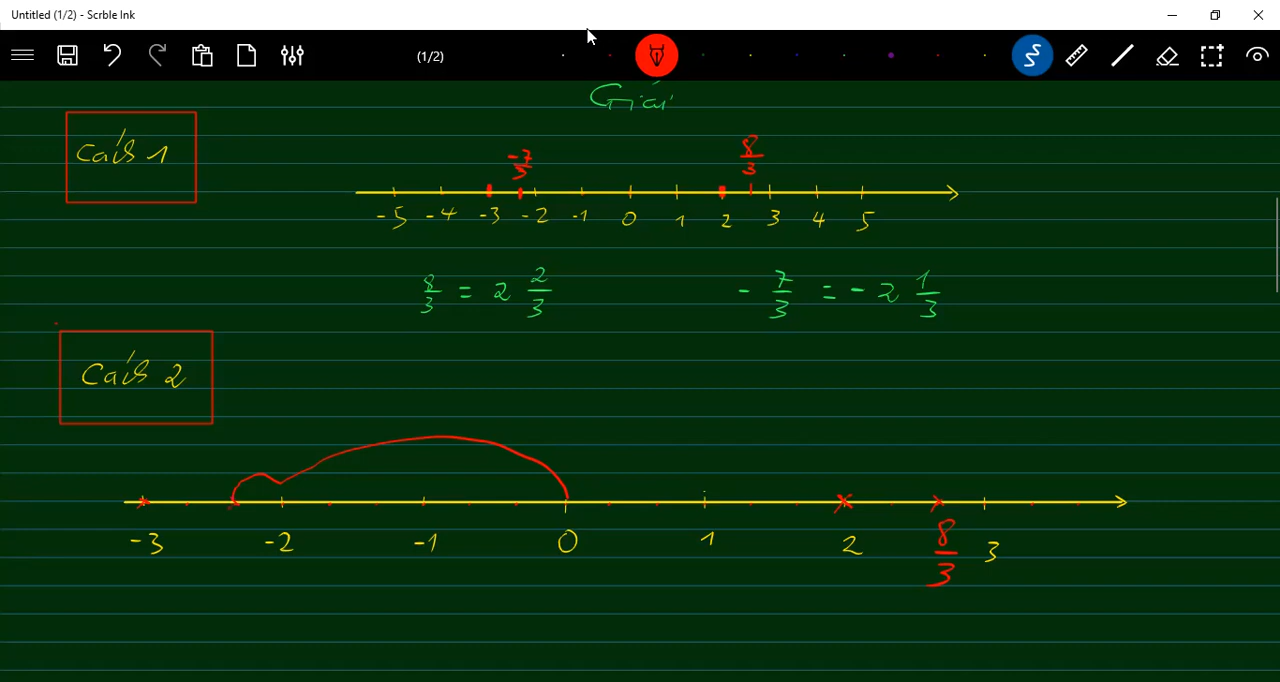 Untitled (1/2) - Scrble Ink
(1/2)
Giải
Cách 1
-7/3 8/3
-5 -4 -3 -2 -1 0 1 2 3 4 5
8/3 = 2 2/3 - 7/3 = - 2 1/3
Cách 2
-3 -2 -1 0 1 2 8/3 3